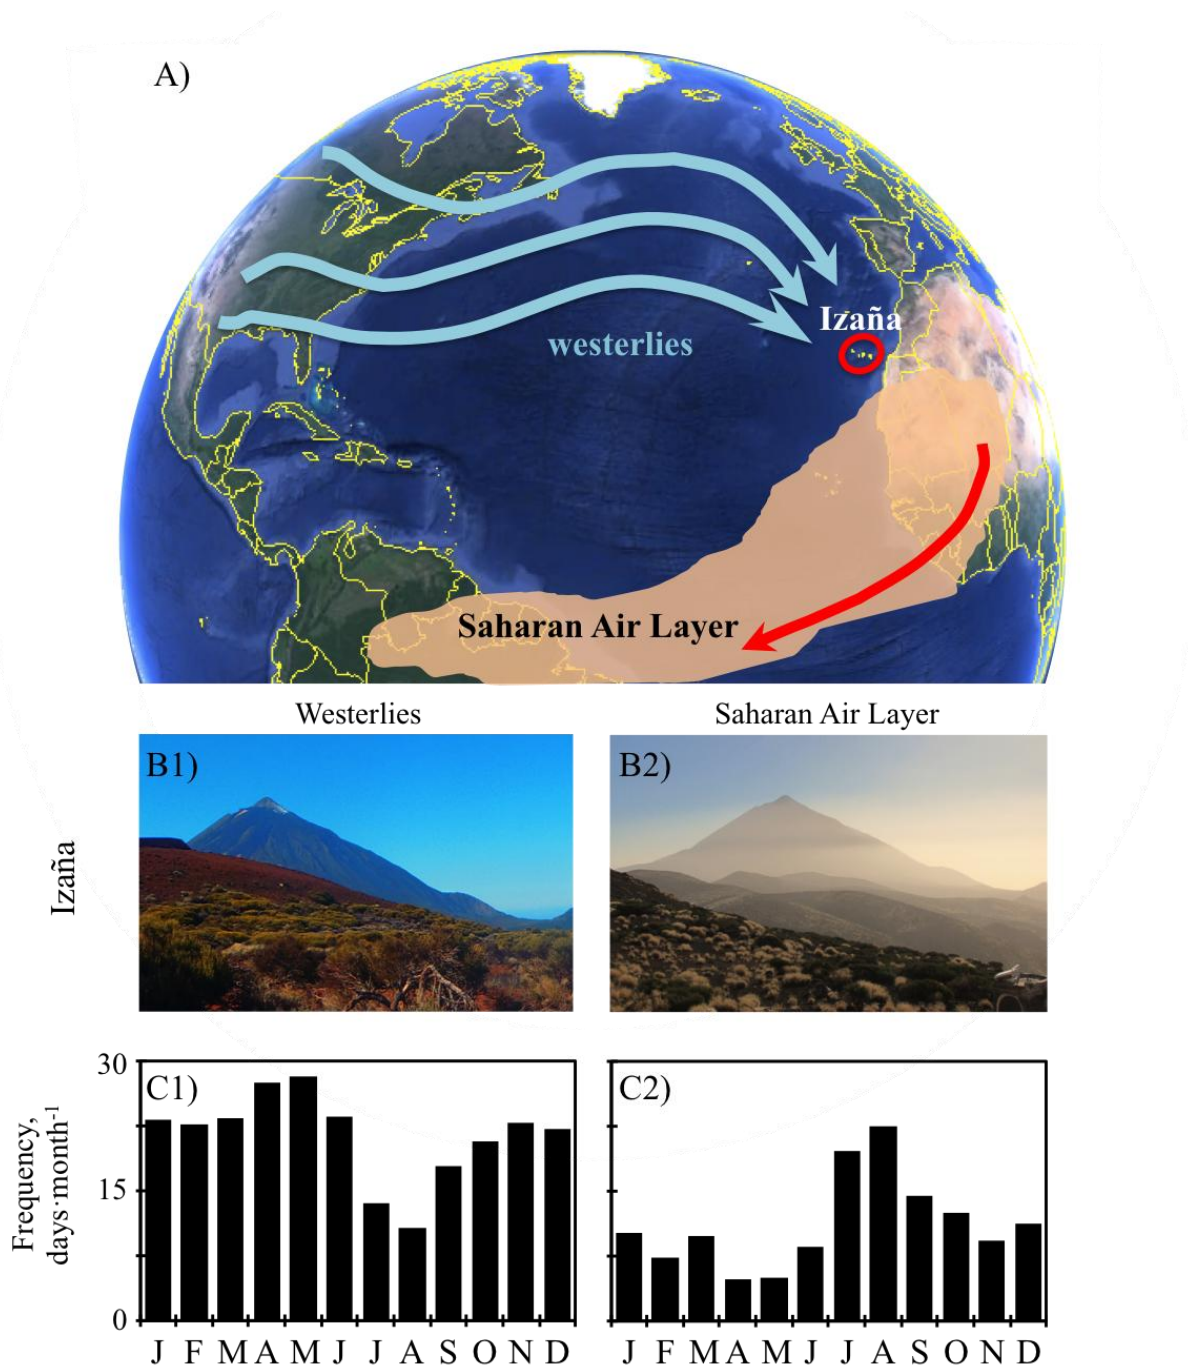 A)
Izaña
westerlies
Saharan Air Layer
Westerlies
Saharan Air Layer
B1)
B2)
Izaña
C1)
C2)
Frequency,
days·month-1
30
15
0
J F M A M J J A S O N D
J F M A M J J A S O N D